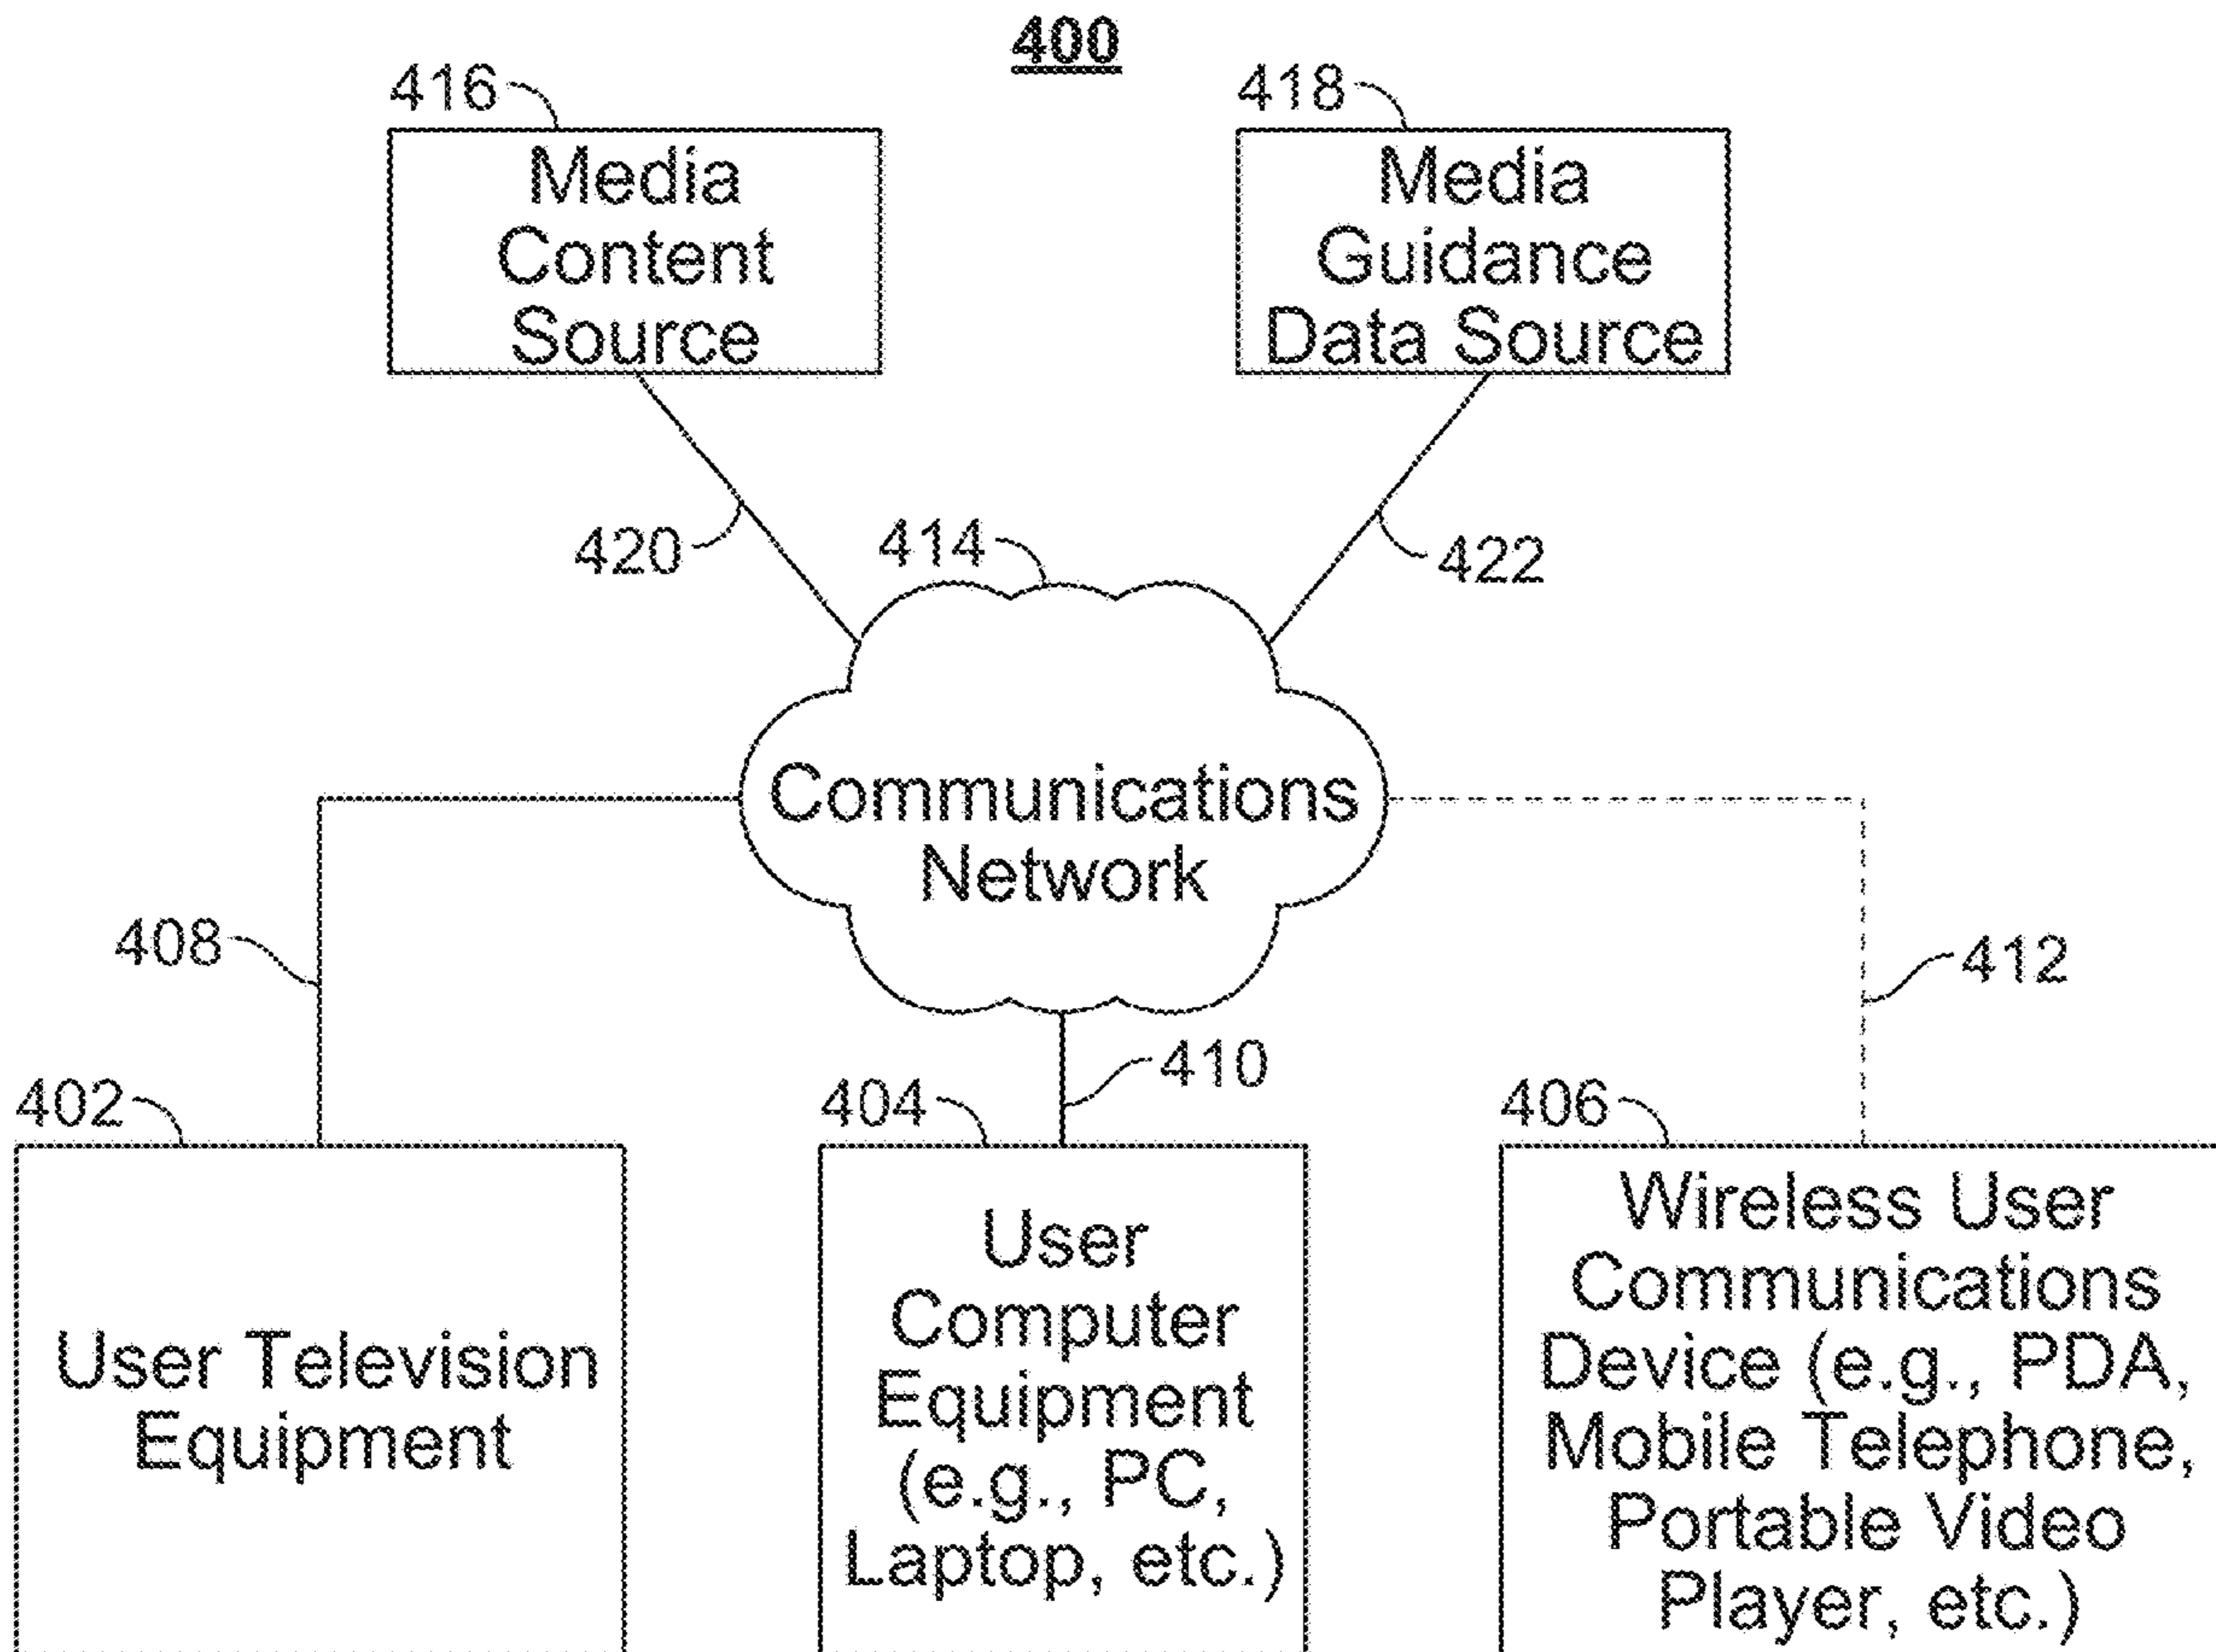 400
416
418
Media
Content
Source
Media
Guidance
Data Source
420
414
422
Communications
Network
408
412
410
402
404
406
User Television
Equipment
User
Computer
Equipment
(e.g., PC,
Laptop, etc.)
Wireless User
Communications
Device (e.g., PDA,
Mobile Telephone,
Portable Video
Player, etc.)